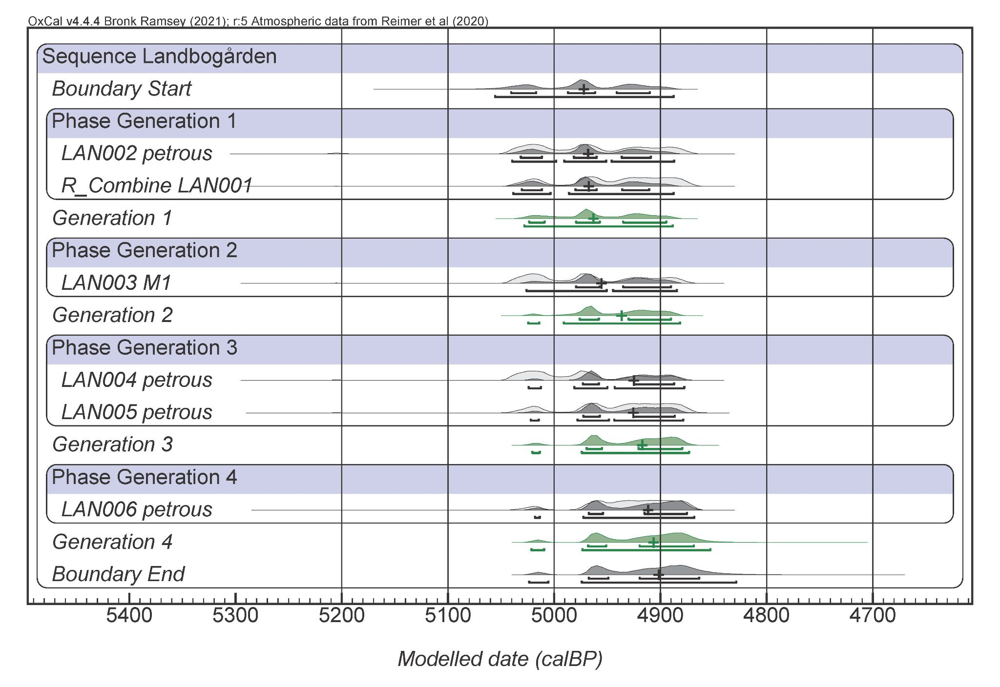 OxCal v4.4.4 Bronk Ramsey (2021); r:5 Atmospheric data from Reimer et al (2020)
Sequence Landbogården
Boundary Start
Phase Generation 1
LAN002 petrous
R_Combine LAN001
Generation 1
Phase Generation 2
LAN003 M1
Generation 2
Phase Generation 3
LAN004 petrous
LAN005 petrous
Generation 3
Phase Generation 4
LAN006 petrous
Generation 4
Boundary End
5400 5300 5200 5100 5000 4900 4800 4700
Modelled date (calBP)